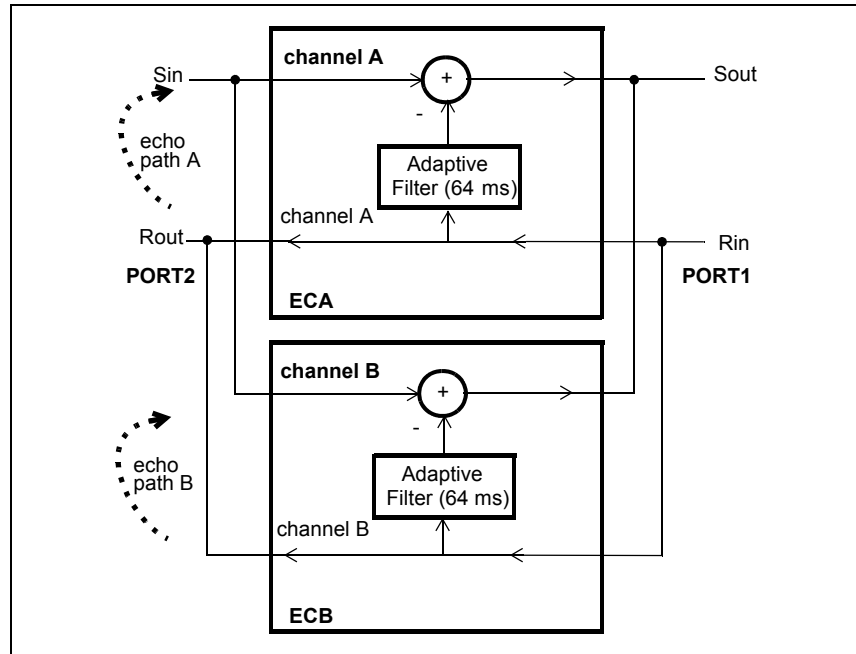 channel A
Sin
+
Sout
-
echo
path A
Adaptive
Filter (64 ms)
channel A
Rout
Rin
PORT2
PORT1
ECA
channel B
+
-
echo
path B
Adaptive
Filter (64 ms)
channel B
ECB